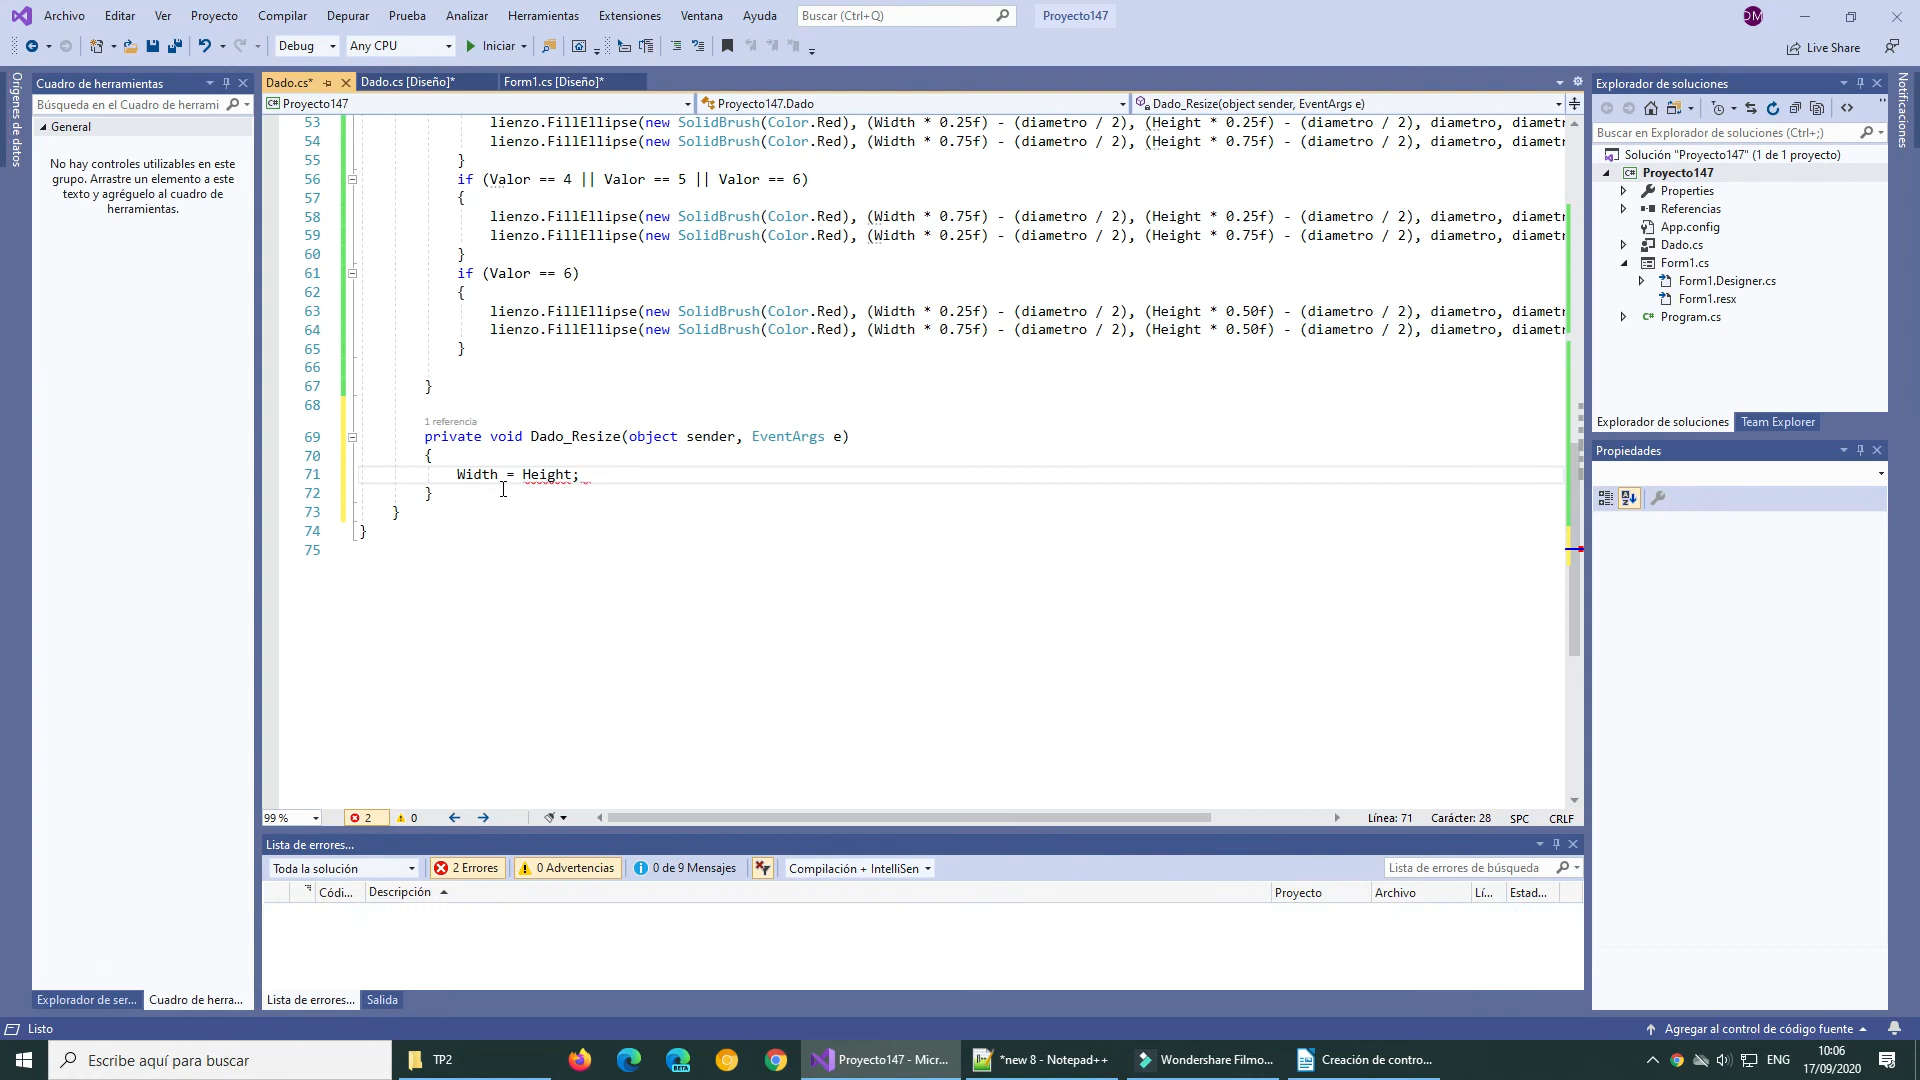 Archivo Editar Ver Proyecto Compilar Depurar Prueba Analizar Herramientas Extensiones Ventana Ayuda Buscar (Ctrl+Q) Proyecto147 DM
Debug Any CPU Iniciar Live Share
Orígenes de datos
Cuadro de herramientas
Búsqueda en el Cuadro de herrami
General
No hay controles utilizables en este
grupo. Arrastre un elemento a este
texto y agréguelo al cuadro de
herramientas.
Explorador de ser... Cuadro de herra...
Dado.cs* Dado.cs [Diseño]* Form1.cs [Diseño]*
Proyecto147 Proyecto147.Dado Dado_Resize(object sender, EventArgs e)
53 lienzo.FillEllipse(new SolidBrush(Color.Red), (Width * 0.25f) - (diametro / 2), (Height * 0.25f) - (diametro / 2), diametro, diametr
54 lienzo.FillEllipse(new SolidBrush(Color.Red), (Width * 0.75f) - (diametro / 2), (Height * 0.75f) - (diametro / 2), diametro, diametr
55 }
56 if (Valor == 4 || Valor == 5 || Valor == 6)
57 {
58 lienzo.FillEllipse(new SolidBrush(Color.Red), (Width * 0.75f) - (diametro / 2), (Height * 0.25f) - (diametro / 2), diametro, diametr
59 lienzo.FillEllipse(new SolidBrush(Color.Red), (Width * 0.25f) - (diametro / 2), (Height * 0.75f) - (diametro / 2), diametro, diametr
60 }
61 if (Valor == 6)
62 {
63 lienzo.FillEllipse(new SolidBrush(Color.Red), (Width * 0.25f) - (diametro / 2), (Height * 0.50f) - (diametro / 2), diametro, diametr
64 lienzo.FillEllipse(new SolidBrush(Color.Red), (Width * 0.75f) - (diametro / 2), (Height * 0.50f) - (diametro / 2), diametro, diametr
65 }
66
67 }
68
1 referencia
69 private void Dado_Resize(object sender, EventArgs e)
70 {
71 Width = Height;
72 }
73 }
74 }
75
99 % 2 0 Línea: 71 Carácter: 28 SPC CRLF
Lista de errores...
Toda la solución 2 Errores 0 Advertencias 0 de 9 Mensajes Compilación + IntelliSen Lista de errores de búsqueda
Códi... Descripción Proyecto Archivo Lí... Estad...
Lista de errores... Salida
Explorador de soluciones
Buscar en Explorador de soluciones (Ctrl+;)
Solución "Proyecto147" (1 de 1 proyecto)
Proyecto147
Properties
Referencias
App.config
Dado.cs
Form1.cs
Form1.Designer.cs
Form1.resx
Program.cs
Explorador de soluciones Team Explorer
Propiedades
Notificaciones
Listo Agregar al control de código fuente
Escribe aquí para buscar TP2 BETA Proyecto147 - Micr... *new 8 - Notepad++ Wondershare Filmo... Creación de contro... ENG 10:06
17/09/2020